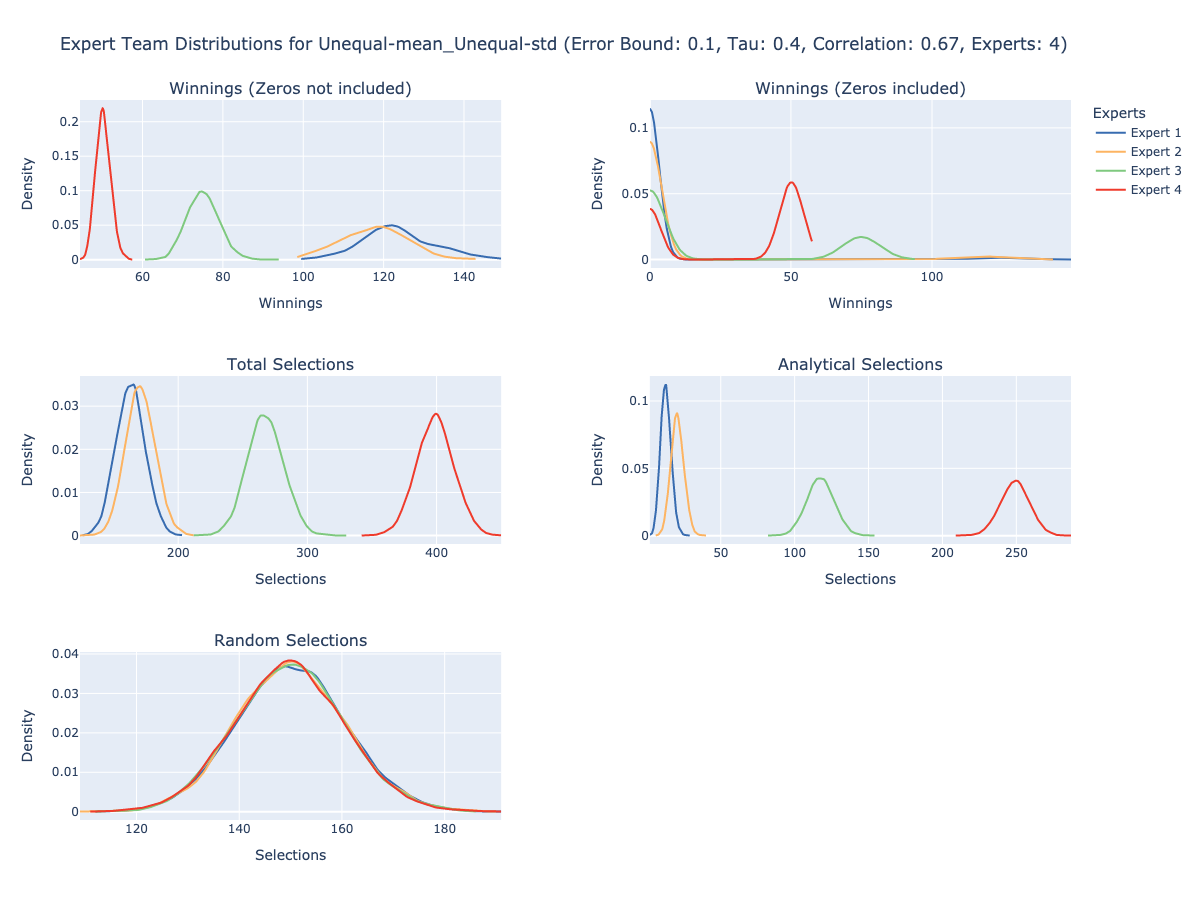 Expert Team Distributions for Unequal-mean_Unequal-std (Error Bound: 0.1, Tau: 0.4, Correlation: 0.67, Experts: 4)
Winnings (Zeros not included)
Density
0.2
0.15
0.1
0.05
0
60 80 100 120 140
Winnings
Winnings (Zeros included)
Density
0.1
0.05
0
0 50 100
Winnings
Experts
Expert 1
Expert 2
Expert 3
Expert 4
Total Selections
Density
0.03
0.02
0.01
0
200 300 400
Selections
Analytical Selections
Density
0.1
0.05
0
50 100 150 200 250
Selections
Random Selections
Density
0.04
0.03
0.02
0.01
0
120 140 160 180
Selections